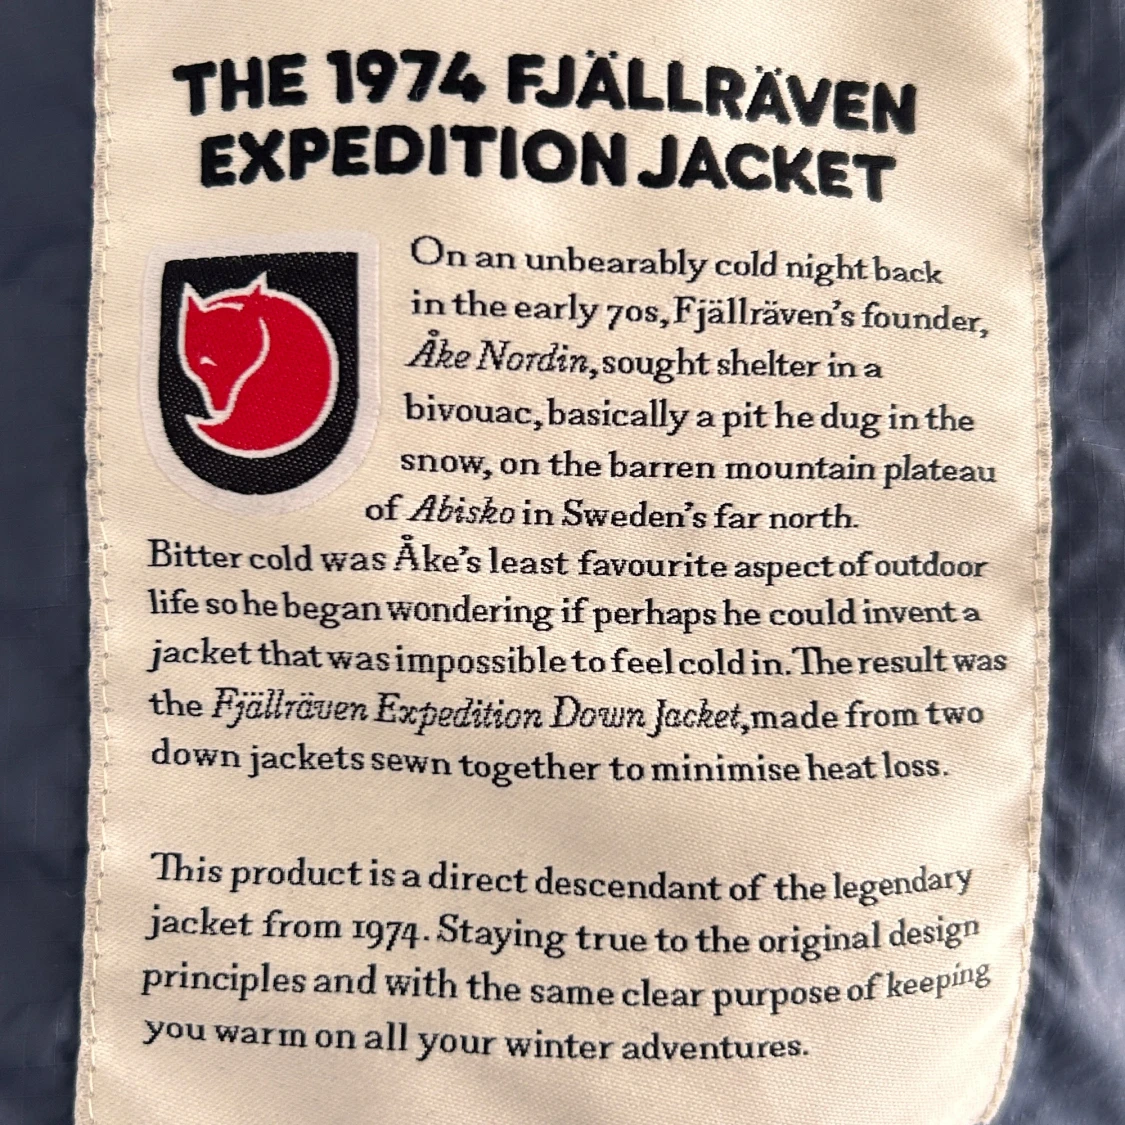 THE 1974 FJÄLLRÄVEN
EXPEDITION JACKET
On an unbearably cold night back
in the early 70s, Fjällräven's founder,
Åke Nordin, sought shelter in a
bivouac, basically a pit he dug in the
snow, on the barren mountain plateau
of Abisko in Sweden's far north.
Bitter cold was Åke's least favourite aspect of outdoor
life so he began wondering if perhaps he could invent a
jacket that was impossible to feel cold in. The result was
the Fjällräven Expedition Down Jacket, made from two
down jackets sewn together to minimise heat loss.
This product is a direct descendant of the legendary
jacket from 1974. Staying true to the original design
principles and with the same clear purpose of keeping
you warm on all your winter adventures.